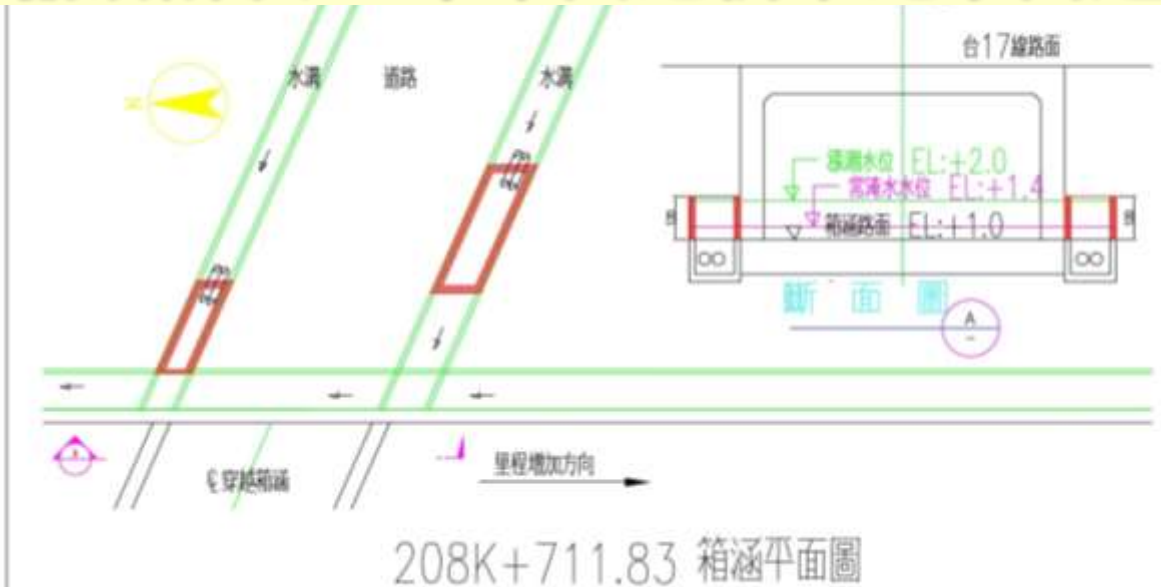 台17線路面
水溝
道路
水溝
N
滿潮水位 EL:+2.0
常淹水水位 EL:+1.4
箱涵路面 EL:+1.0
斷面圖
A
℄穿越箱涵
里程增加方向
208K+711.83 箱涵平面圖